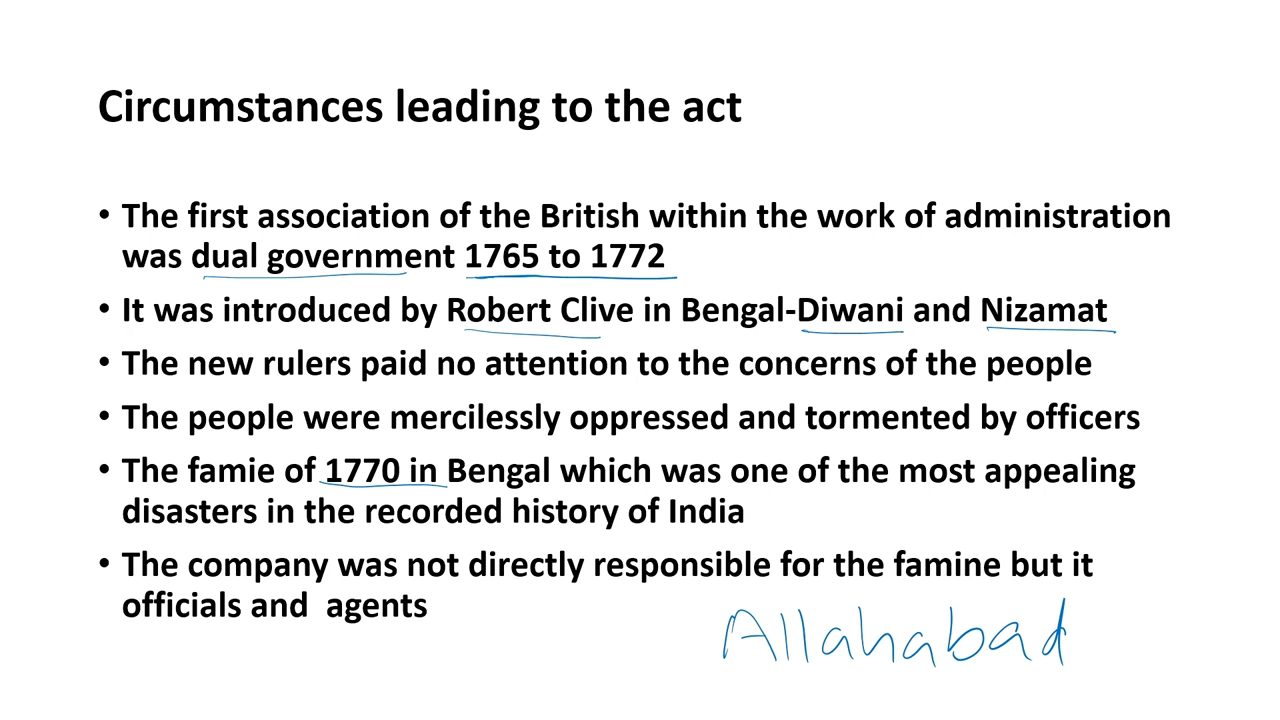 Circumstances leading to the act
• The first association of the British within the work of administration
was dual government 1765 to 1772
• It was introduced by Robert Clive in Bengal-Diwani and Nizamat
• The new rulers paid no attention to the concerns of the people
• The people were mercilessly oppressed and tormented by officers
• The famie of 1770 in Bengal which was one of the most appealing
disasters in the recorded history of India
• The company was not directly responsible for the famine but it
officials and  agents
Allahabad